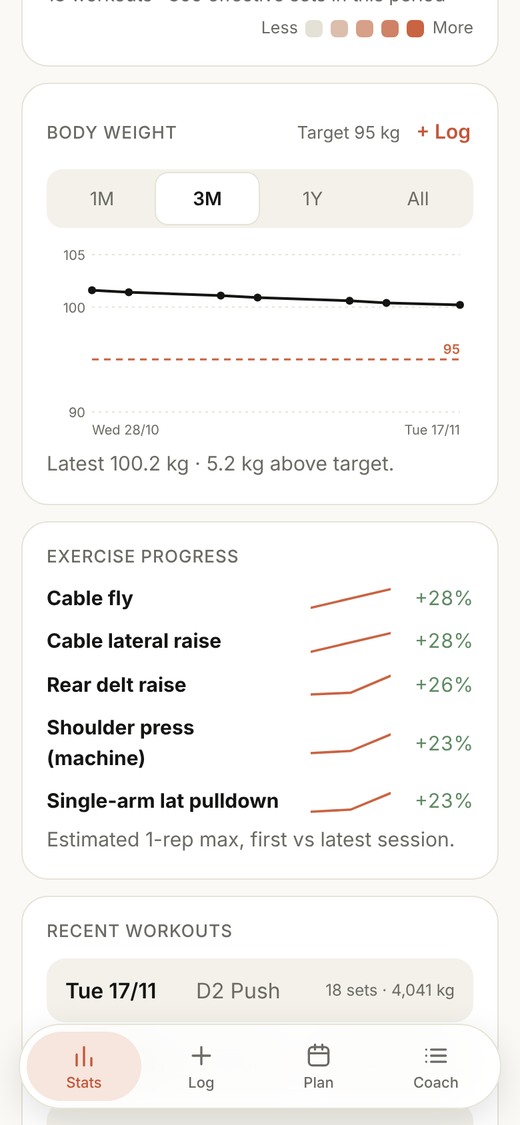 Less More
BODY WEIGHT Target 95 kg + Log
1M 3M 1Y All
105
100
95
90
Wed 28/10 Tue 17/11
Latest 100.2 kg · 5.2 kg above target.
EXERCISE PROGRESS
Cable fly +28%
Cable lateral raise +28%
Rear delt raise +26%
Shoulder press
(machine) +23%
Single-arm lat pulldown +23%
Estimated 1-rep max, first vs latest session.
RECENT WORKOUTS
Tue 17/11 D2 Push 18 sets · 4,041 kg
Stats Log Plan Coach